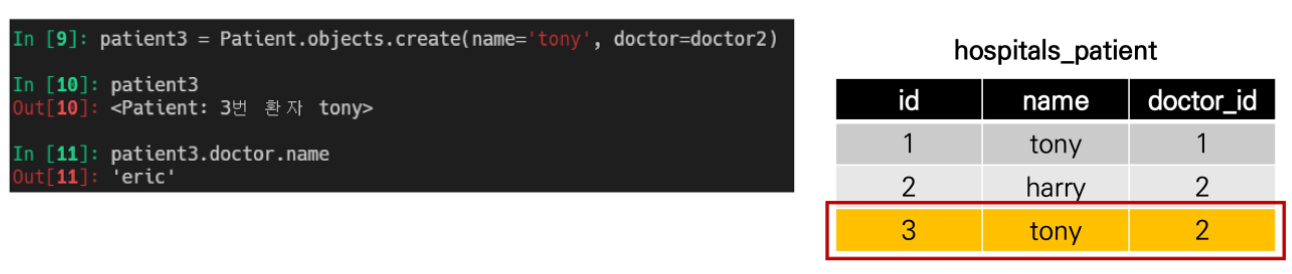 In [9]: patient3 = Patient.objects.create(name='tony', doctor=doctor2)
In [10]: patient3
Out[10]: <Patient: 3번 환자 tony>
In [11]: patient3.doctor.name
Out[11]: 'eric'
hospitals_patient
id name doctor_id
1 tony 1
2 harry 2
3 tony 2